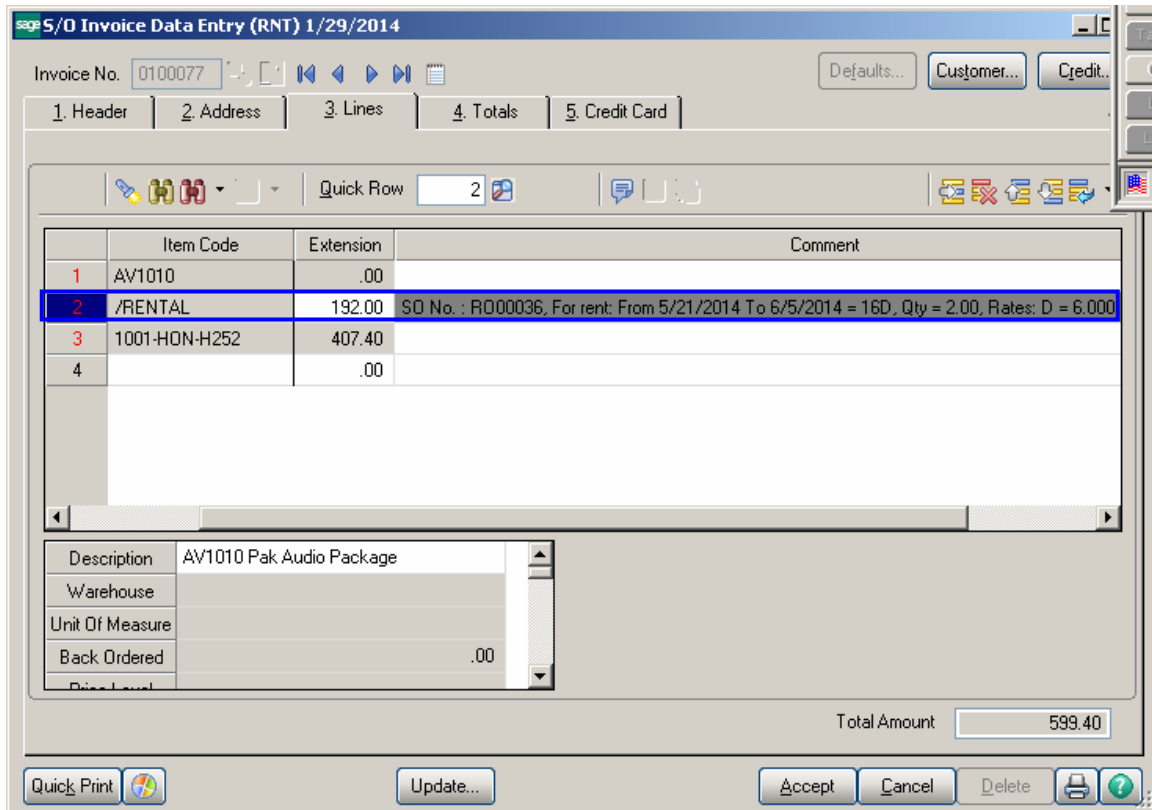 sage S/O Invoice Data Entry (RNT) 1/29/2014
Invoice No. 0100077
Defaults... Customer... Credit..
1. Header 2. Address 3. Lines 4. Totals 5. Credit Card
Quick Row 2
Item Code Extension Comment
1 AV1010 .00
2 /RENTAL 192.00 SO No. : RO00036, For rent: From 5/21/2014 To 6/5/2014 = 16D, Qty = 2.00, Rates: D = 6.000
3 1001-HON-H252 407.40
4 .00
Description AV1010 Pak Audio Package
Warehouse
Unit Of Measure
Back Ordered .00
Price Level
Total Amount 599.40
Quick Print Update... Accept Cancel Delete